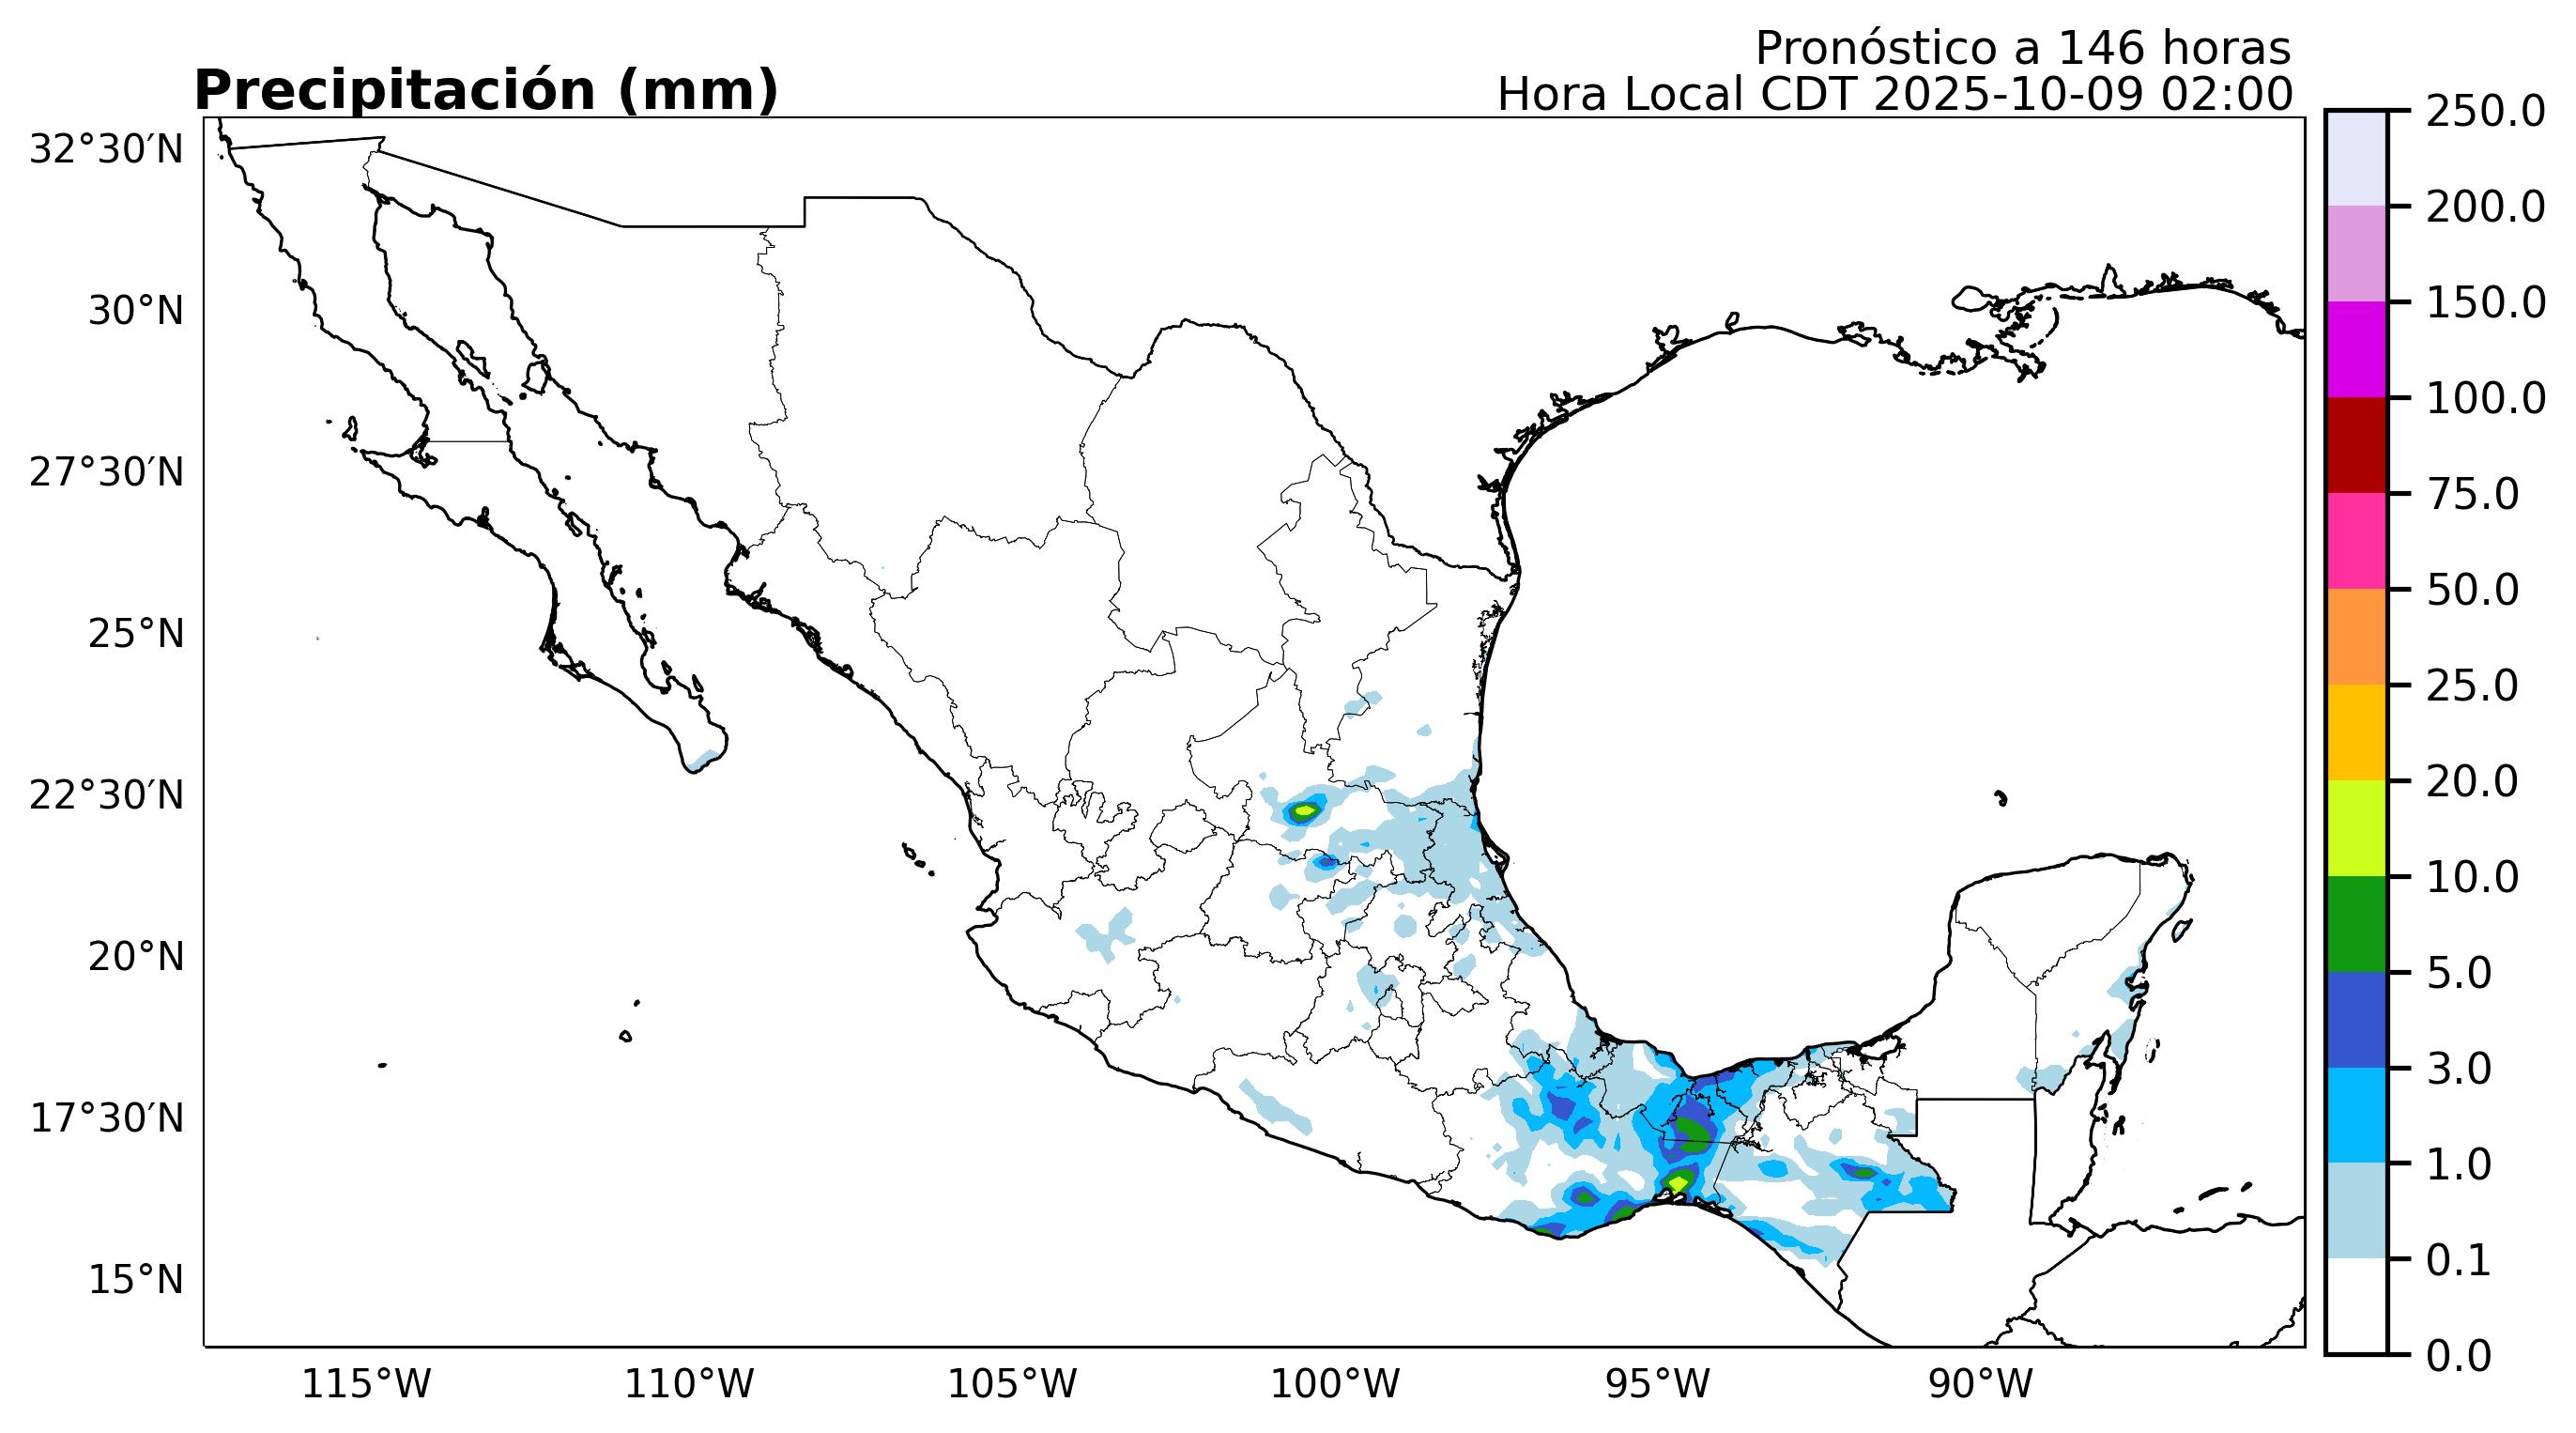 Pronóstico a 146 horas
Precipitación (mm)
Hora Local CDT 2025-10-09 02:00
250.0
200.0
150.0
100.0
75.0
50.0
25.0
20.0
10.0
5.0
3.0
1.0
0.1
0.0
32°30′N
30°N
27°30′N
25°N
22°30′N
20°N
17°30′N
15°N
115°W
110°W
105°W
100°W
95°W
90°W